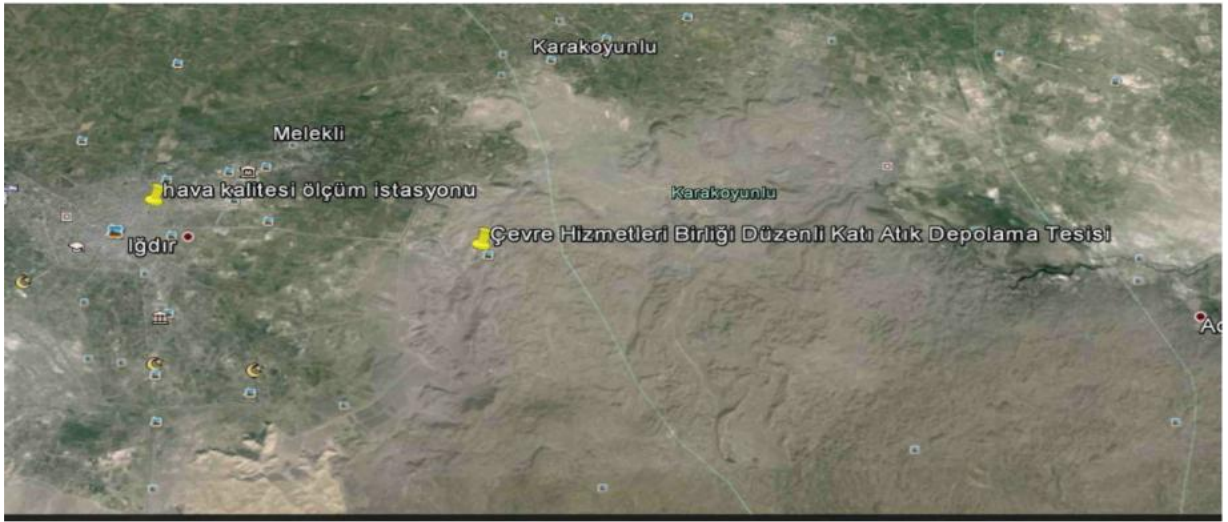 Karakoyunlu
Melekli
hava kalitesi ölçüm istasyonu
Karakoyunlu
Çevre Hizmetleri Birliği Düzenli Katı Atık Depolama Tesisi
Iğdır